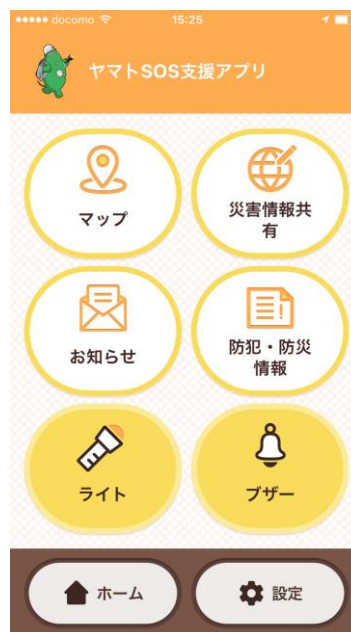 docomo 15:25
ヤマトSOS支援アプリ
マップ
災害情報共
有
お知らせ
防犯・防災
情報
ライト
ブザー
ホーム
設定